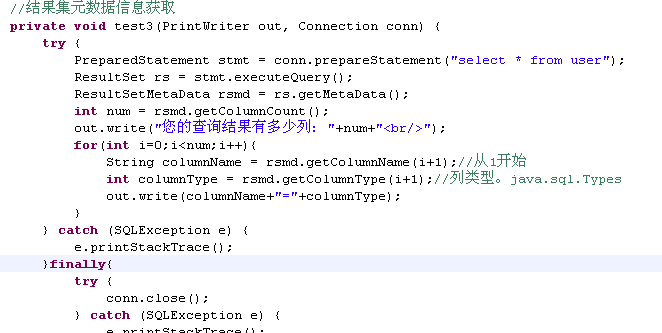 //结果集元数据信息获取
private void test3(PrintWriter out, Connection conn) {
try {
PreparedStatement stmt = conn.prepareStatement("select * from user");
ResultSet rs = stmt.executeQuery();
ResultSetMetaData rsmd = rs.getMetaData();
int num = rsmd.getColumnCount();
out.write("您的查询结果有多少列："+num+"<br/>");
for(int i=0;i<num;i++){
String columnName = rsmd.getColumnName(i+1);//从1开始
int columnType = rsmd.getColumnType(i+1);//列类型。java.sql.Types
out.write(columnName+"="+columnType);
}
} catch (SQLException e) {
e.printStackTrace();
}finally{
try {
conn.close();
} catch (SQLException e) {
e.printStackTrace();